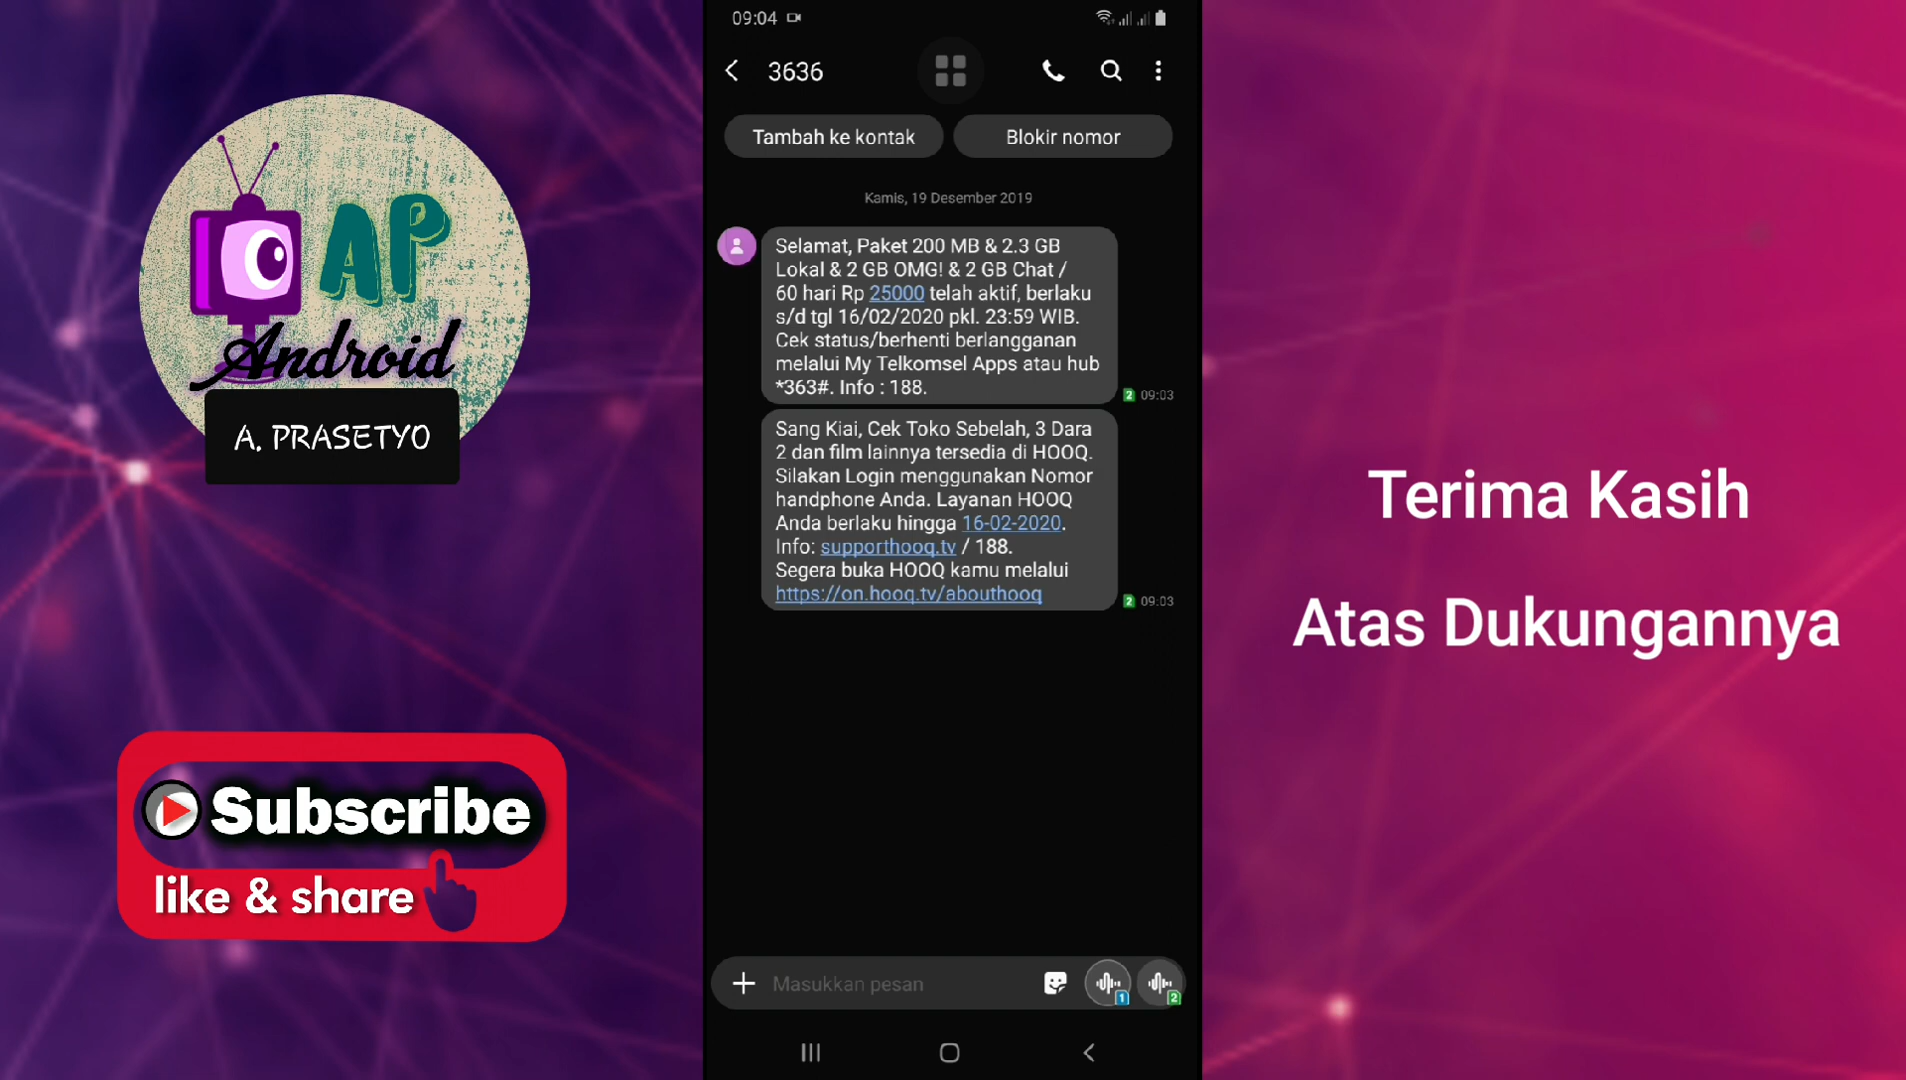 AP
Android
A. PRASETYO
Subscribe
like & share
09:04
3636
Tambah ke kontak
Blokir nomor
Kamis, 19 Desember 2019
Selamat, Paket 200 MB & 2.3 GB
Lokal & 2 GB OMG! & 2 GB Chat /
60 hari Rp 25000 telah aktif, berlaku
s/d tgl 16/02/2020 pkl. 23:59 WIB.
Cek status/berhenti berlangganan
melalui My Telkomsel Apps atau hub
*363#. Info : 188.
2 09:03
Sang Kiai, Cek Toko Sebelah, 3 Dara
2 dan film lainnya tersedia di HOOQ.
Silakan Login menggunakan Nomor
handphone Anda. Layanan HOOQ
Anda berlaku hingga 16-02-2020.
Info: supporthooq.tv / 188.
Segera buka HOOQ kamu melalui
https://on.hooq.tv/abouthooq
2 09:03
Masukkan pesan
1
2
Terima Kasih
Atas Dukungannya